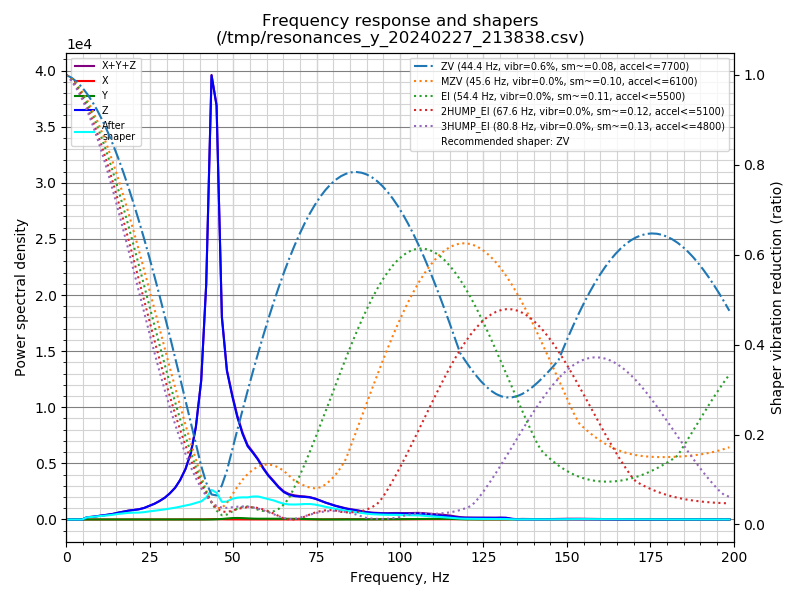 Frequency response and shapers
(/tmp/resonances_y_20240227_213838.csv)
1e4
X+Y+Z
X
Y
Z
After
shaper
ZV (44.4 Hz, vibr=0.6%, sm~=0.08, accel<=7700)
MZV (45.6 Hz, vibr=0.0%, sm~=0.10, accel<=6100)
EI (54.4 Hz, vibr=0.0%, sm~=0.11, accel<=5500)
2HUMP_EI (67.6 Hz, vibr=0.0%, sm~=0.12, accel<=5100)
3HUMP_EI (80.8 Hz, vibr=0.0%, sm~=0.13, accel<=4800)
Recommended shaper: ZV
4.0
3.5
3.0
2.5
2.0
1.5
1.0
0.5
0.0
Power spectral density
1.0
0.8
0.6
0.4
0.2
0.0
Shaper vibration reduction (ratio)
0 25 50 75 100 125 150 175 200
Frequency, Hz